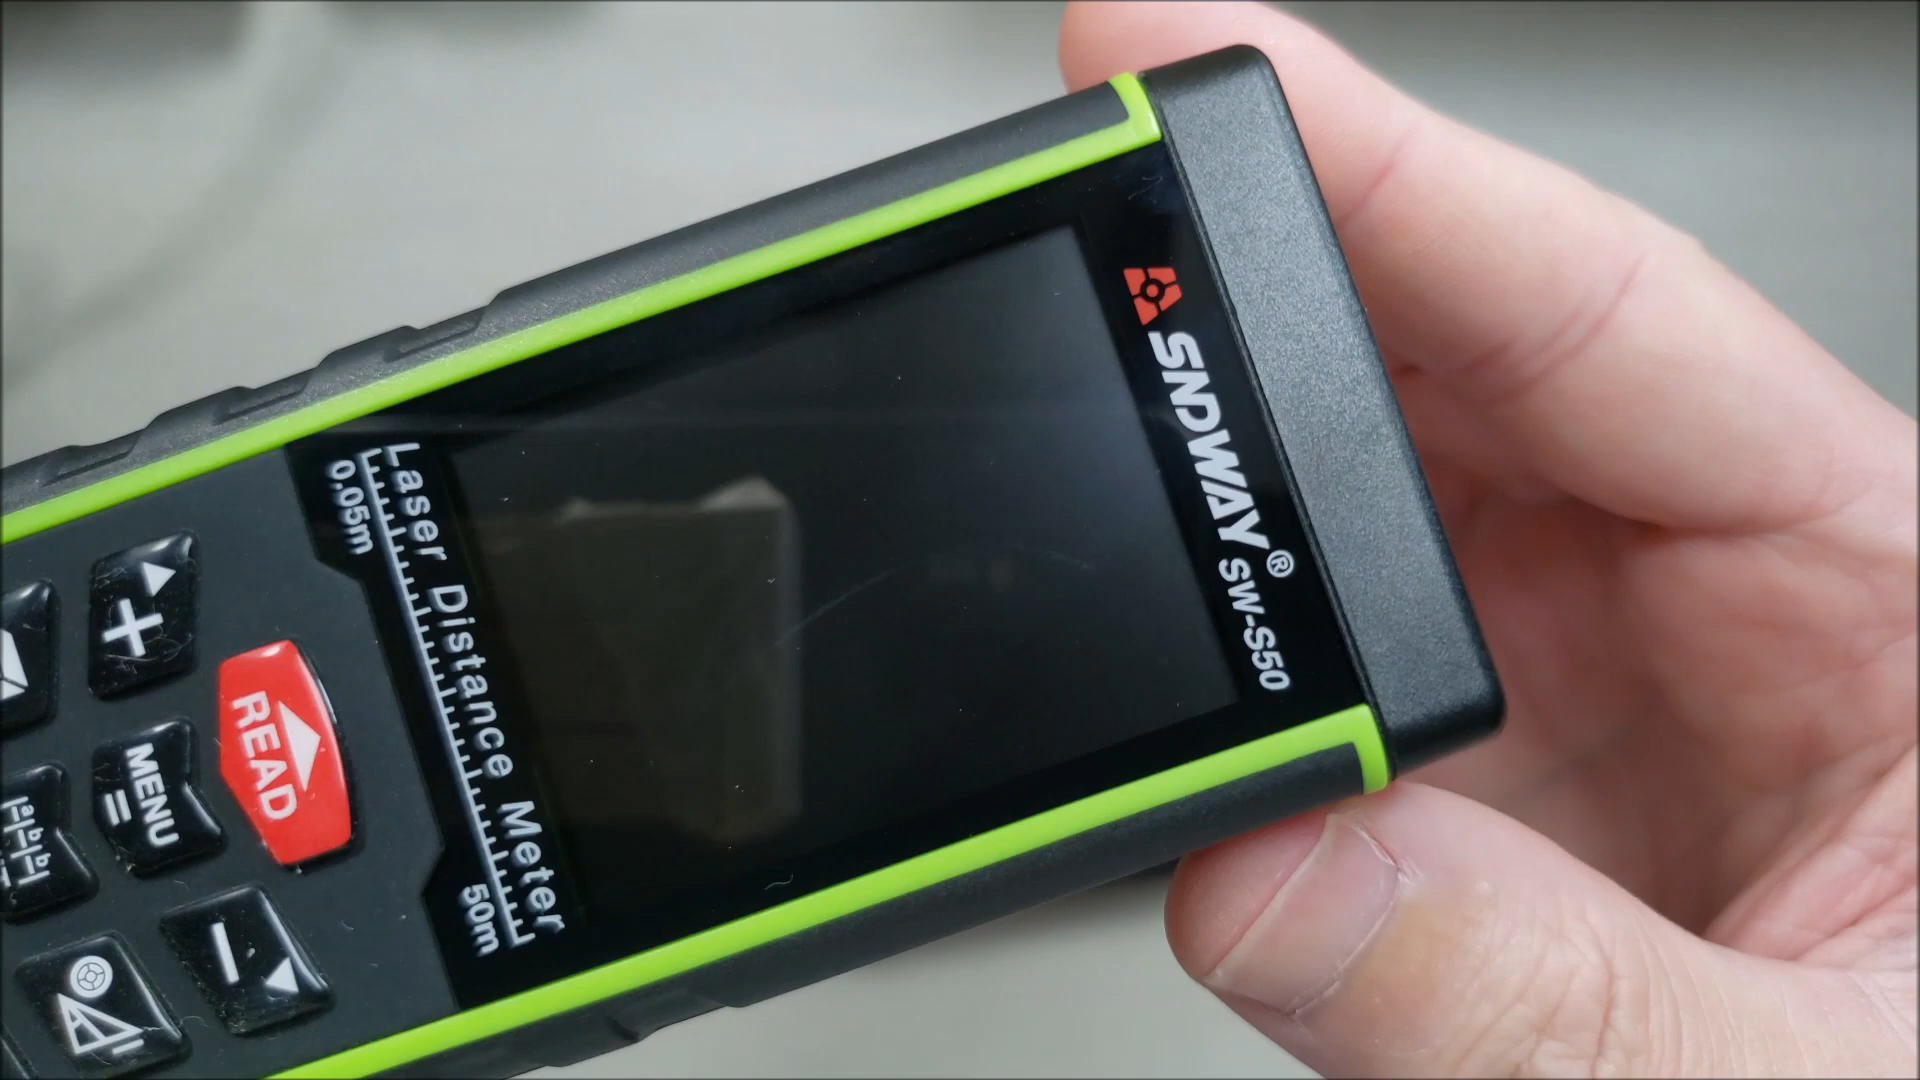 SNDWAY® SW-S50
Laser Distance Meter
0.05m 50m
READ
+
MENU
=
−
a b b